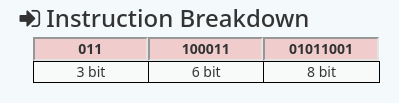 Instruction Breakdown
011 100011 01011001
3 bit 6 bit 8 bit